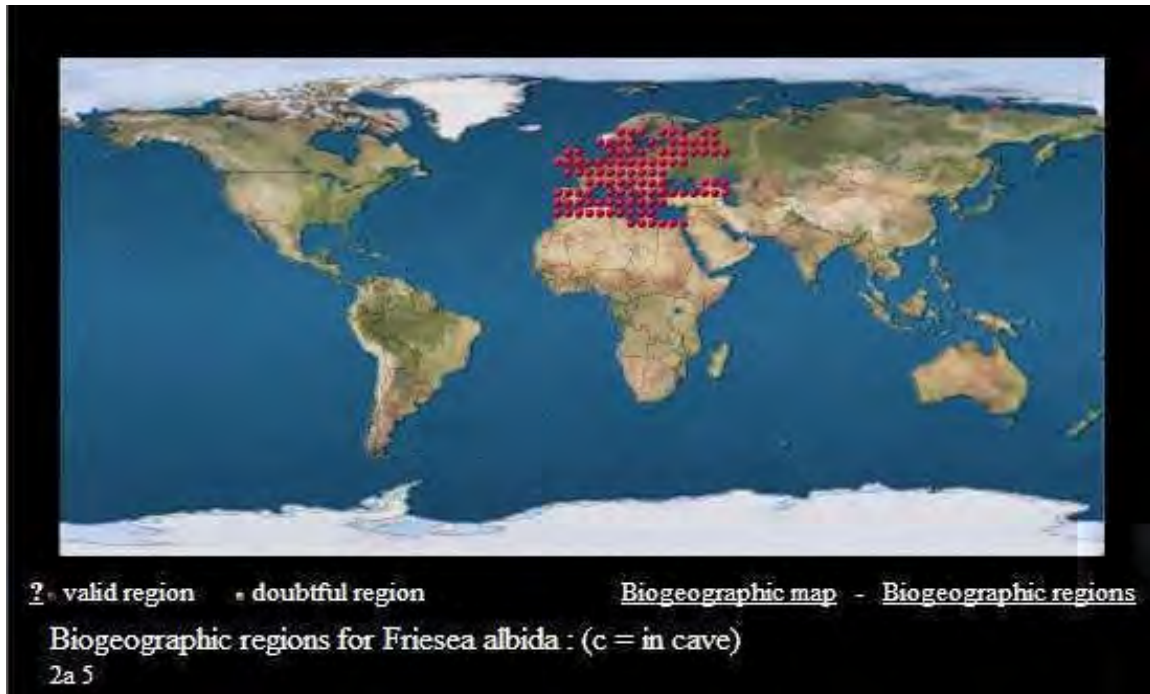 ? valid region • doubtful region Biogeographic map - Biogeographic regions
Biogeographic regions for Friesea albida : (c = in cave)
2a 5